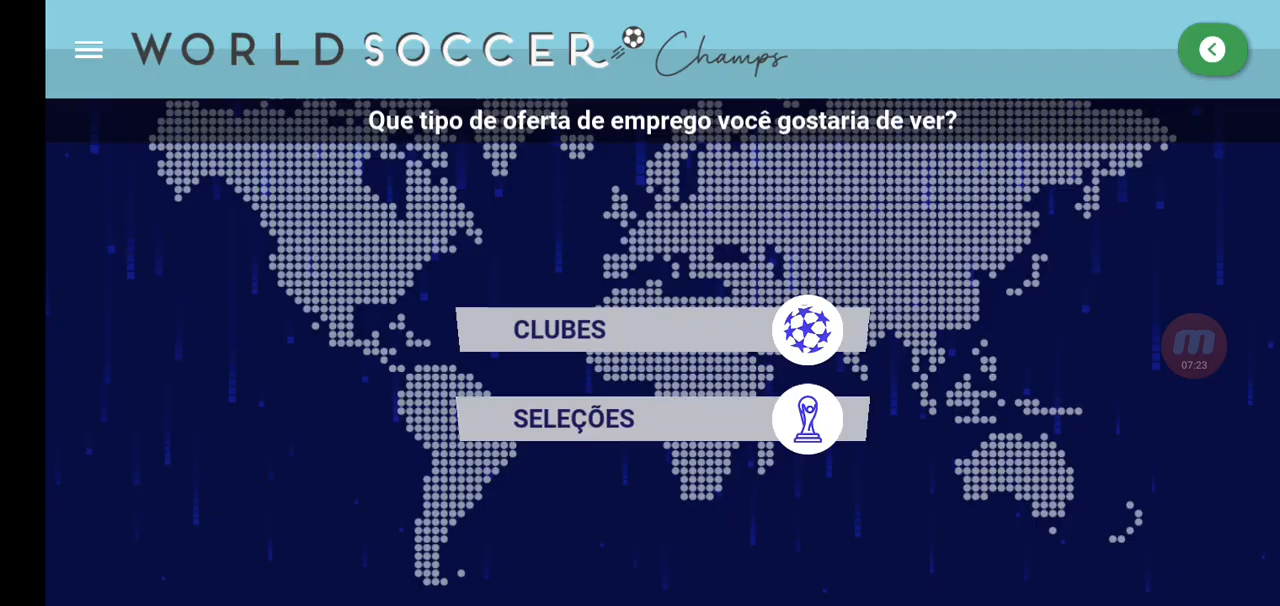 WORLD SOCCER Champs
Que tipo de oferta de emprego você gostaria de ver?
CLUBES
SELEÇÕES
07:23